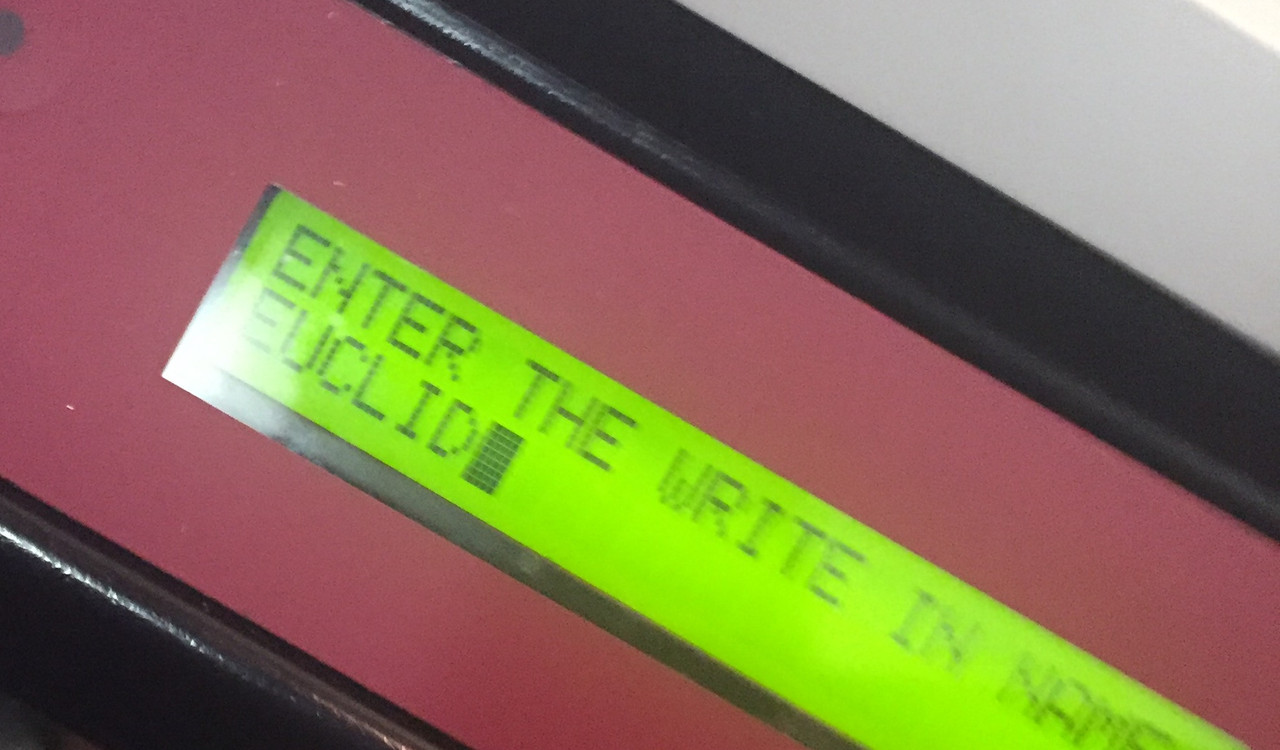 ENTER THE WRITE IN NAME
EUCLID